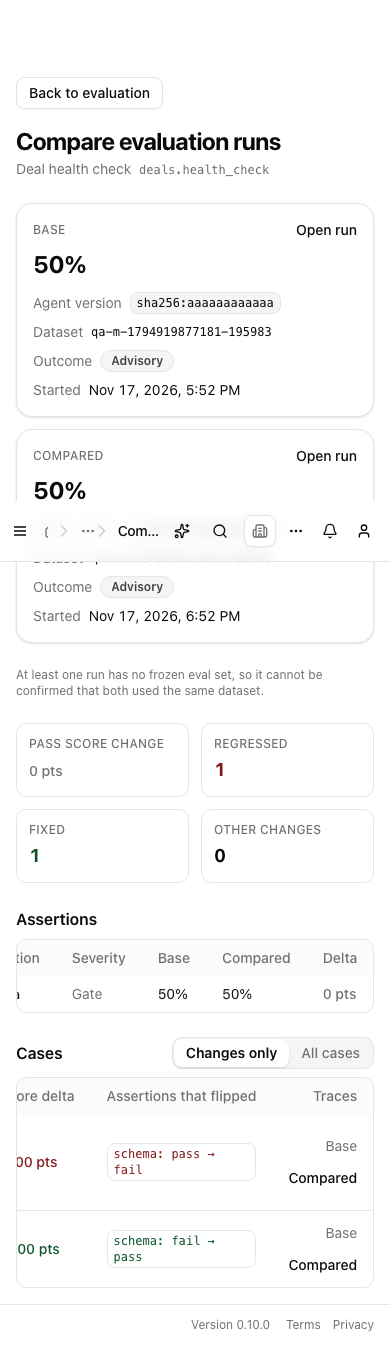 Back to evaluation
Compare evaluation runs
Deal health check deals.health_check
BASE Open run
50%
Agent version sha256:aaaaaaaaaaaa
Dataset qa-m-1794919877181-195983
Outcome Advisory
Started Nov 17, 2026, 5:52 PM
COMPARED Open run
50%
... Com...
Outcome Advisory
Started Nov 17, 2026, 6:52 PM
At least one run has no frozen eval set, so it cannot be
confirmed that both used the same dataset.
PASS SCORE CHANGE REGRESSED
0 pts 1
FIXED OTHER CHANGES
1 0
Assertions
tion Severity Base Compared Delta
Gate 50% 50% 0 pts
Cases Changes only All cases
ore delta Assertions that flipped Traces
00 pts schema: pass →
fail
Base
Compared
00 pts schema: fail →
pass
Base
Compared
Version 0.10.0 Terms Privacy